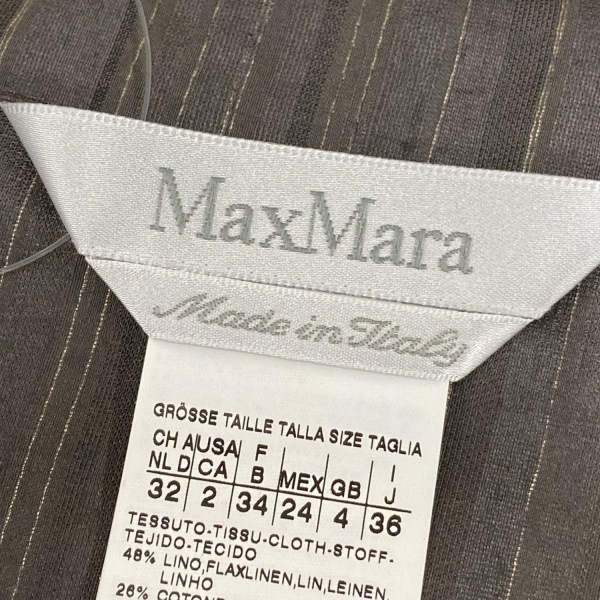 MaxMara
Made in Italy
GRÖSSE TAILLE TALLA SIZE TAGLIA
CH A USA F I
NL D CA B MEX GB J
32 2 34 24 4 36
TESSUTO-TISSU-CLOTH-STOFF-
TEJIDO-TECIDO
48% LINO,FLAXLINEN,LIN,LEINEN,
LINHO
26% COTONE